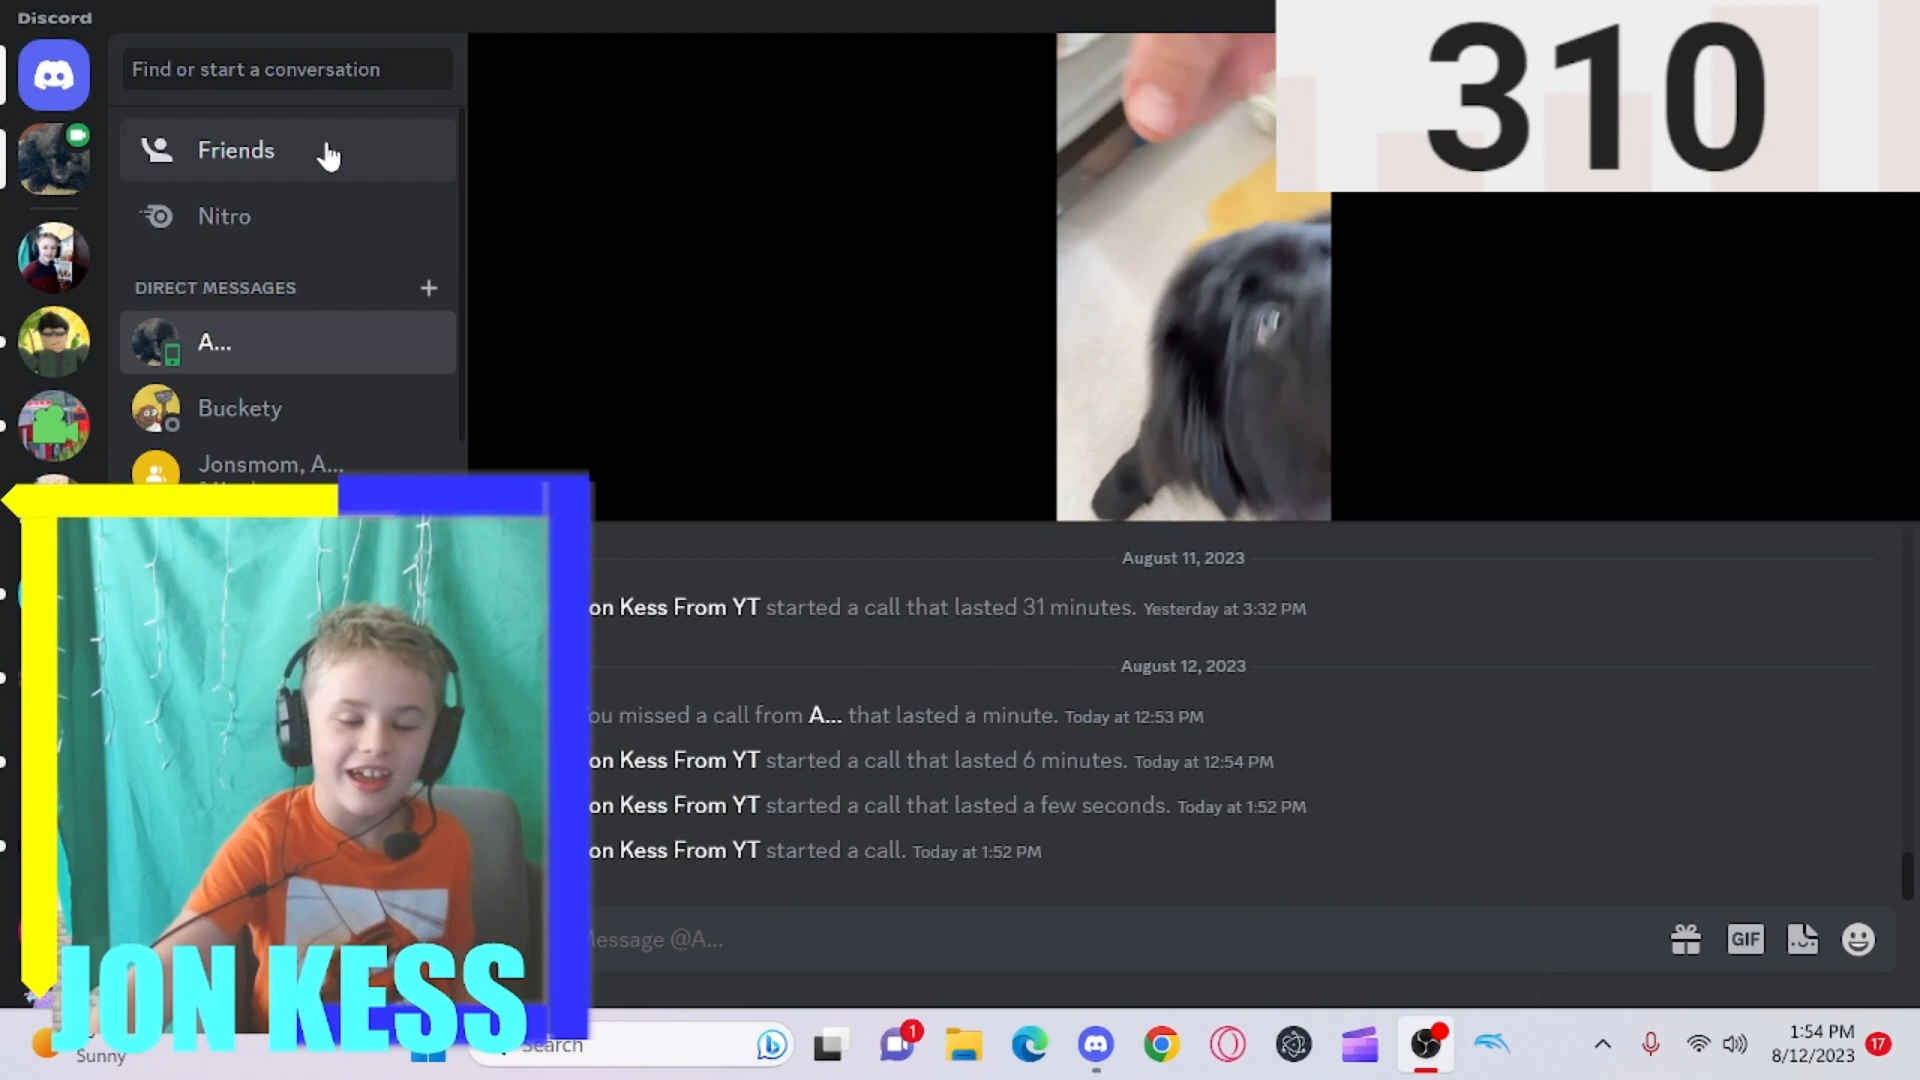 Discord
Find or start a conversation
310
Friends
Nitro
DIRECT MESSAGES
A...
Buckety
Jonsmom, A...
August 11, 2023
on Kess From YT started a call that lasted 31 minutes. Yesterday at 3:32 PM
August 12, 2023
ou missed a call from A... that lasted a minute. Today at 12:53 PM
on Kess From YT started a call that lasted 6 minutes. Today at 12:54 PM
on Kess From YT started a call that lasted a few seconds. Today at 1:52 PM
on Kess From YT started a call. Today at 1:52 PM
Message @A...
GIF
JON KESS
Sunny
Search
1
1:54 PM
8/12/2023
17